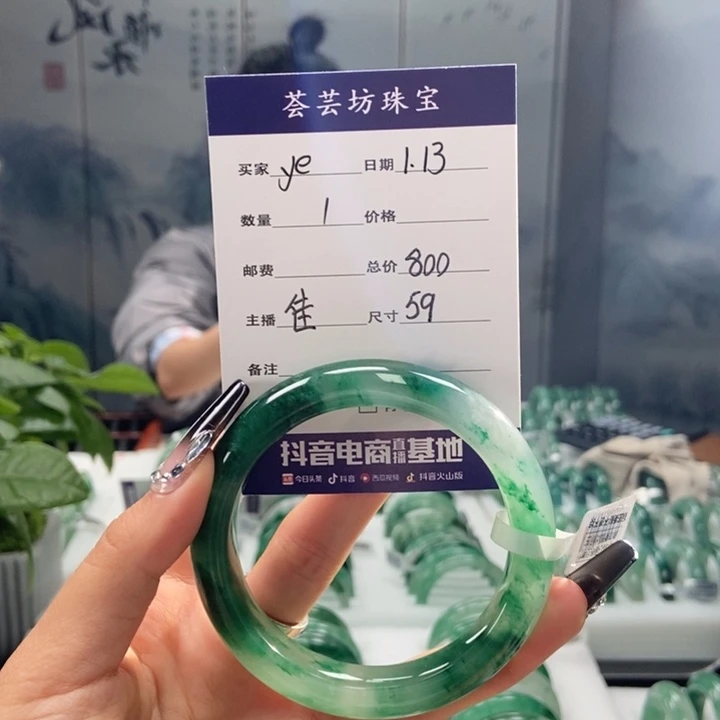 荟芸坊珠宝
买家 ye 日期 1.13
数量 1 价格
邮费 总价 800
主播 佳 尺寸 59
备注
抖音电商直播基地
今日头条 抖音 西瓜视频 抖音火山版